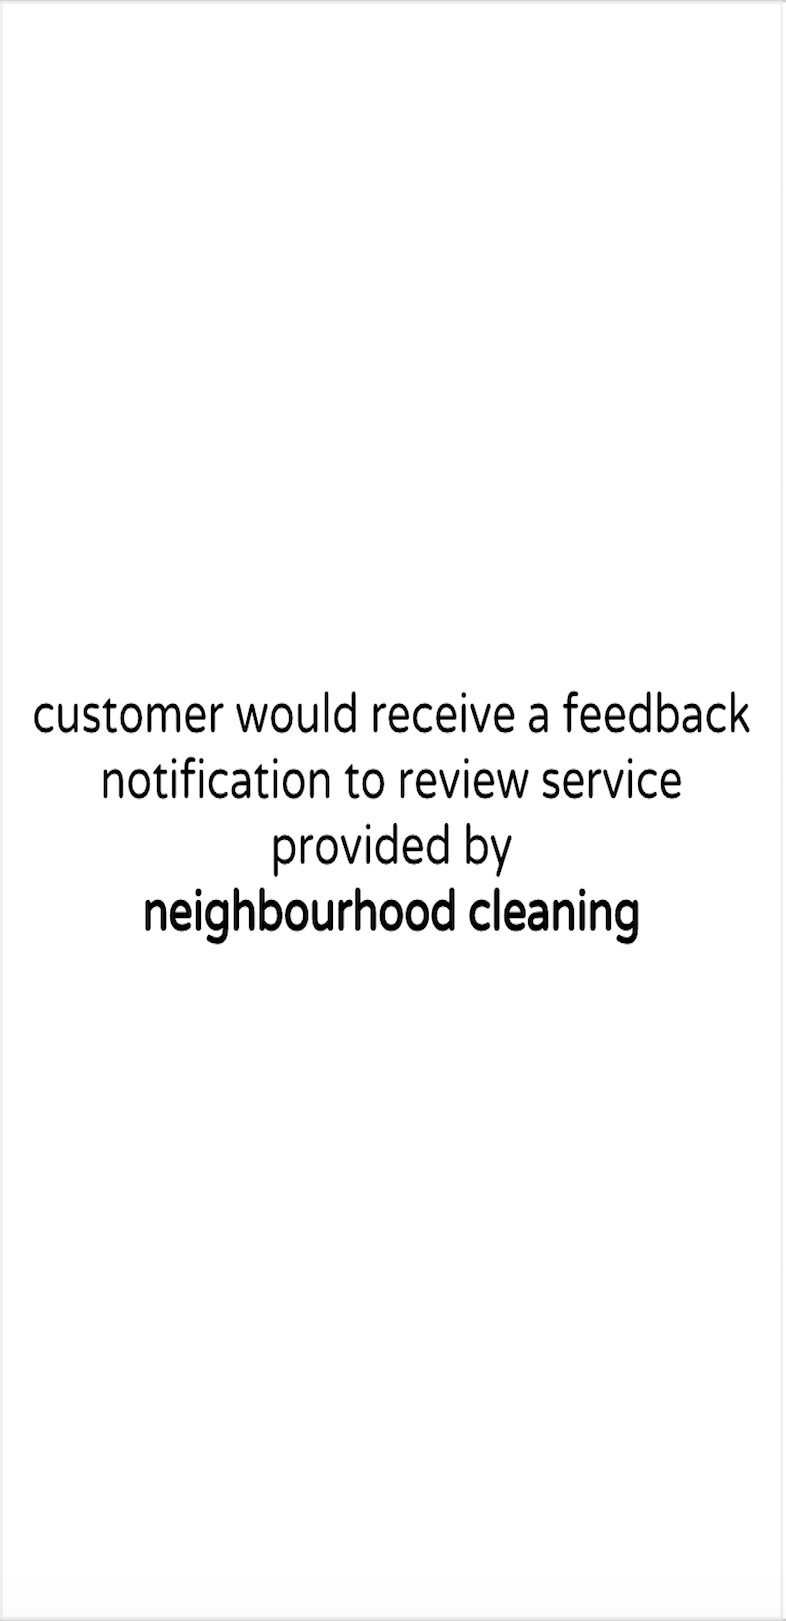 customer would receive a feedback
notification to review service
provided by
neighbourhood cleaning